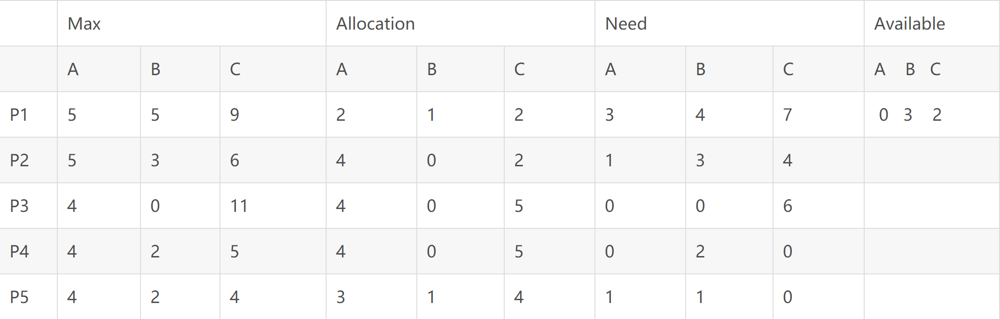 Max Allocation Need Available
A B C A B C A B C A B C
P1 5 5 9 2 1 2 3 4 7 0 3 2
P2 5 3 6 4 0 2 1 3 4
P3 4 0 11 4 0 5 0 0 6
P4 4 2 5 4 0 5 0 2 0
P5 4 2 4 3 1 4 1 1 0